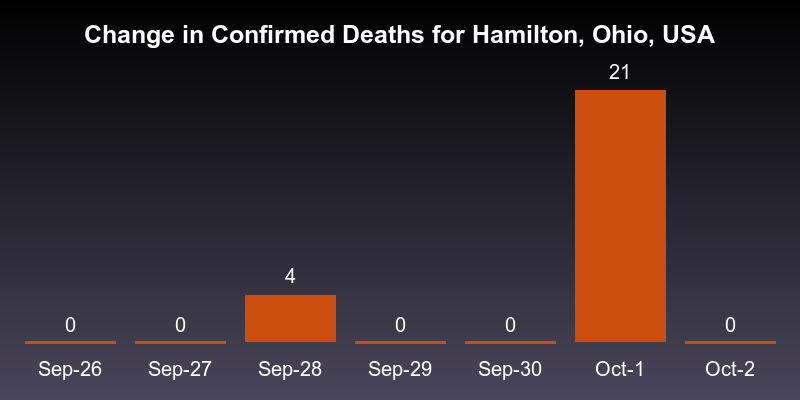 Change in Confirmed Deaths for Hamilton, Ohio, USA
21
4
0 0 0 0 0
Sep-26 Sep-27 Sep-28 Sep-29 Sep-30 Oct-1 Oct-2